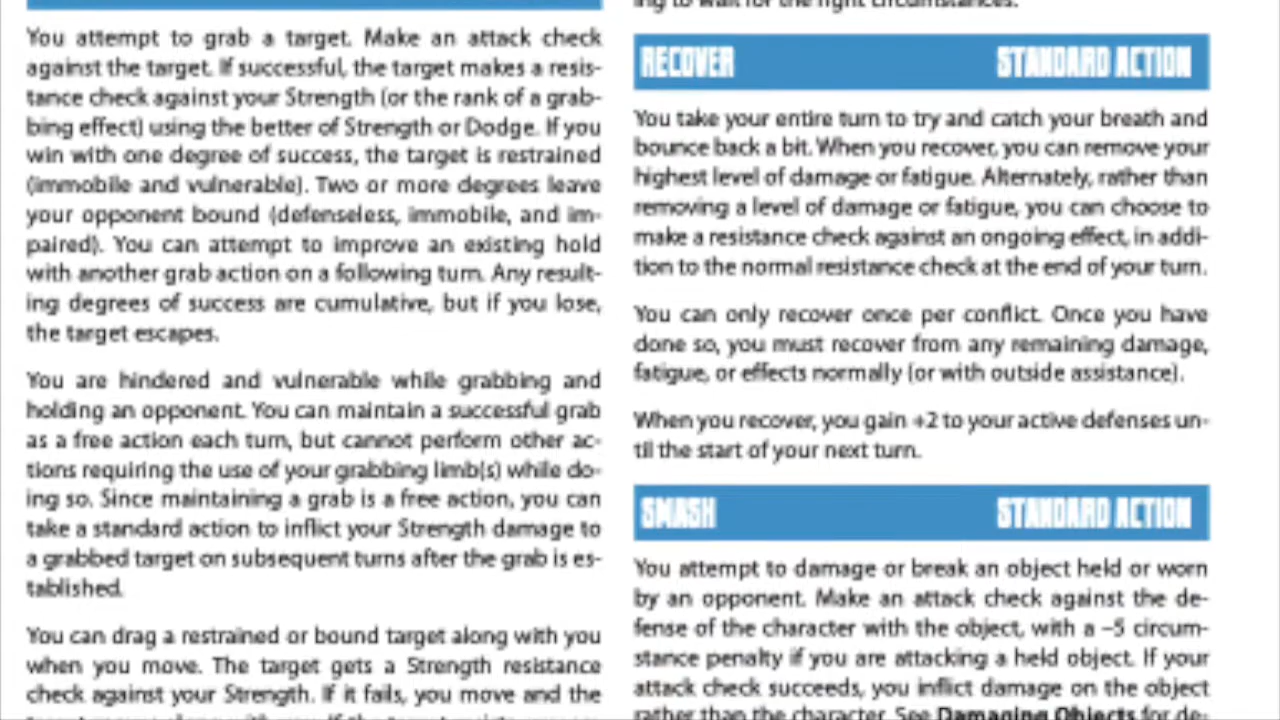 You attempt to grab a target. Make an attack check
against the target. If successful, the target makes a resis-
tance check against your Strength (or the rank of a grab-
bing effect) using the better of Strength or Dodge. If you
win with one degree of success, the target is restrained
(immobile and vulnerable). Two or more degrees leave
your opponent bound (defenseless, immobile, and im-
paired). You can attempt to improve an existing hold
with another grab action on a following turn. Any result-
ing degrees of success are cumulative, but if you lose,
the target escapes.
You are hindered and vulnerable while grabbing and
holding an opponent. You can maintain a successful grab
as a free action each turn, but cannot perform other ac-
tions requiring the use of your grabbing limb(s) while do-
ing so. Since maintaining a grab is a free action, you can
take a standard action to inflict your Strength damage to
a grabbed target on subsequent turns after the grab is es-
tablished.
You can drag a restrained or bound target along with you
when you move. The target gets a Strength resistance
check against your Strength. If it fails, you move and the
ing to wait for the right circumstances.
RECOVER STANDARD ACTION
You take your entire turn to try and catch your breath and
bounce back a bit. When you recover, you can remove your
highest level of damage or fatigue. Alternately, rather than
removing a level of damage or fatigue, you can choose to
make a resistance check against an ongoing effect, in addi-
tion to the normal resistance check at the end of your turn.
You can only recover once per conflict. Once you have
done so, you must recover from any remaining damage,
fatigue, or effects normally (or with outside assistance).
When you recover, you gain +2 to your active defenses un-
til the start of your next turn.
SMASH STANDARD ACTION
You attempt to damage or break an object held or worn
by an opponent. Make an attack check against the de-
fense of the character with the object, with a –5 circum-
stance penalty if you are attacking a held object. If your
attack check succeeds, you inflict damage on the object
rather than the character. See Damaging Objects for de-